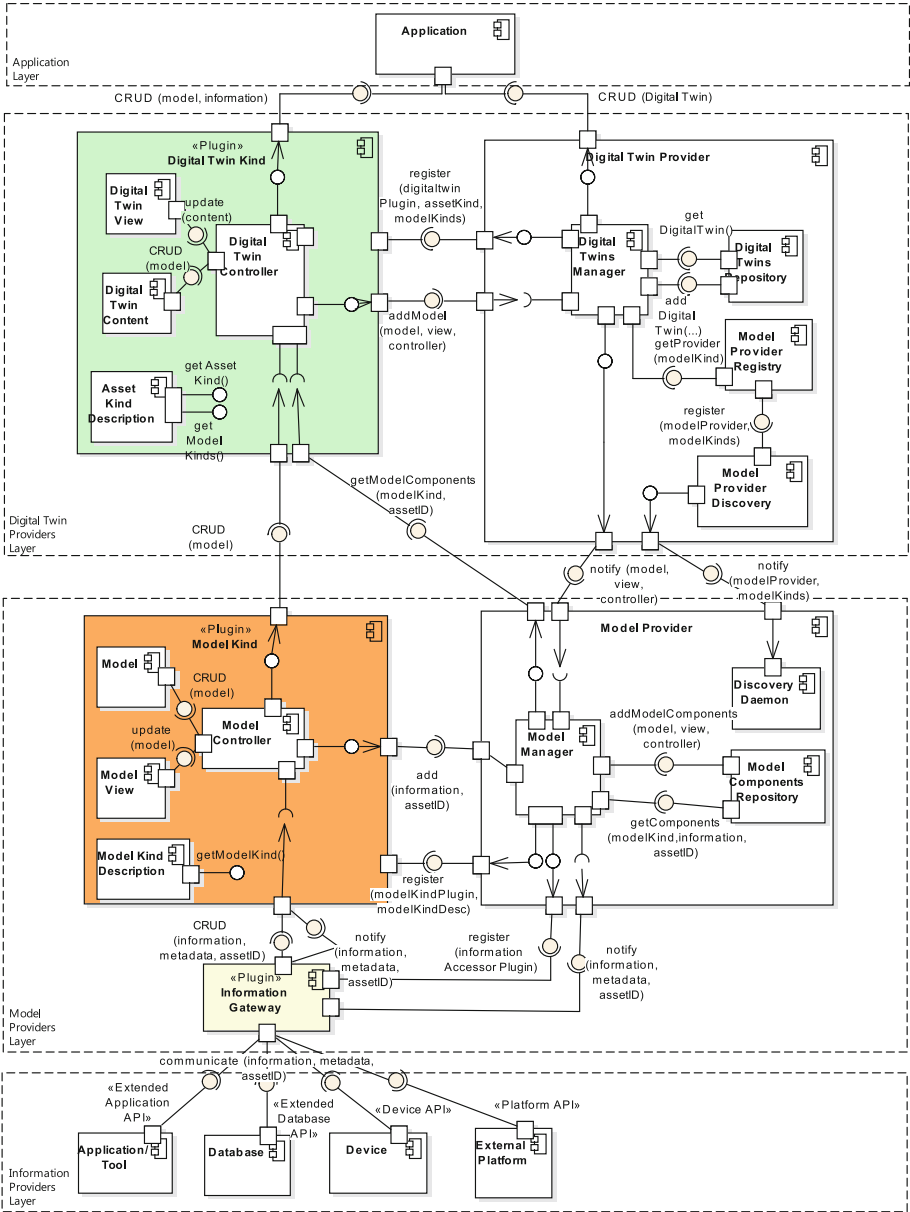 Application
Application
Layer
CRUD (model, information)
CRUD (Digital Twin)
«Plugin»
Digital Twin Kind
Digital Twin Provider
Digital
Twin
View
update
(content)
Digital
Twin
Controller
CRUD
(model)
Digital
Twin
Content
register
(digitaltwin
Plugin, assetKind,
modelKinds)
addModel
(model, view,
controller)
Digital
Twins
Manager
get
DigitalTwin()
Digital
Twins
Repository
add
Digital
Twin(...)
getProvider
(modelKind)
Model
Provider
Registry
register
(modelProvider,
modelKinds)
Model
Provider
Discovery
Asset
Kind
Description
get Asset
Kind()
get
Model
Kinds()
getModelComponents
(modelKind,
assetID)
Digital Twin
Providers
Layer
CRUD
(model)
notify (model,
view,
controller)
notify
(modelProvider,
modelKinds)
«Plugin»
Model Kind
Model Provider
Model
CRUD
(model)
Model
Controller
update
(model)
Model
View
Model Kind
Description
getModelKind()
add
(information,
assetID)
register
(modelKindPlugin,
modelKindDesc)
Model
Manager
Discovery
Daemon
addModelComponents
(model, view,
controller)
Model
Components
Repository
getComponents
(modelKind,information,
assetID)
CRUD
(information,
metadata, assetID)
notify
(information,
metadata,
assetID)
register
(information
Accessor Plugin)
notify
(information,
metadata,
assetID)
«Plugin»
Information
Gateway
Model
Providers
Layer
communicate (information, metadata,
assetID)
«Extended
Application
API»
«Extended
Database
API»
«Device API»
«Platform API»
Application/
Tool
Database
Device
External
Platform
Information
Providers
Layer